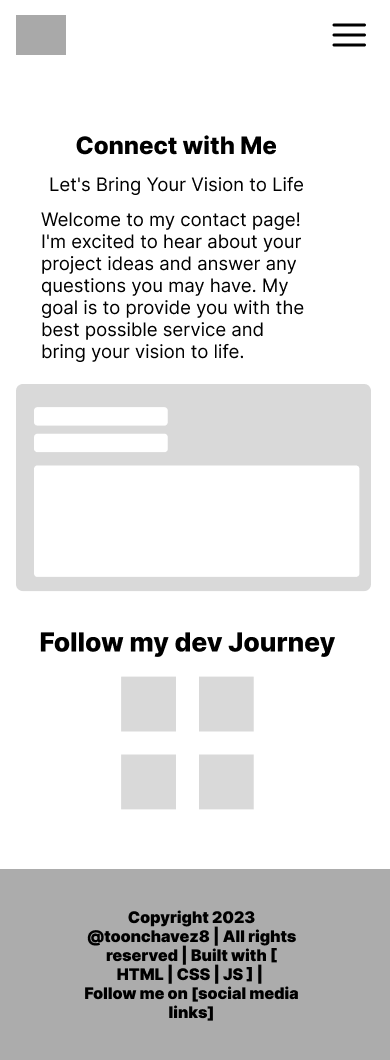 Connect with Me
Let's Bring Your Vision to Life
Welcome to my contact page!
I'm excited to hear about your
project ideas and answer any
questions you may have. My
goal is to provide you with the
best possible service and
bring your vision to life.
Follow my dev Journey
Copyright 2023
@toonchavez8 | All rights
reserved | Built with [
HTML | CSS | JS ] |
Follow me on [social media
links]